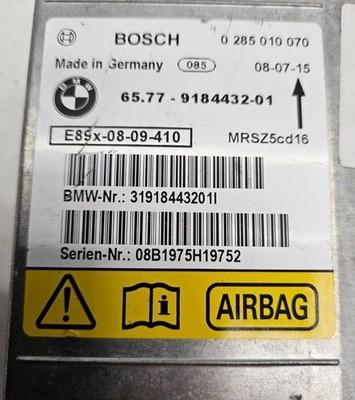 BOSCH 0 285 010 070
Made in Germany 085 08-07-15
BMW
65.77 - 9184432-01
E89x-08-09-410 MRSZ5cd16
BMW-Nr.: 31918443201I
Serien-Nr.: 08B1975H19752
AIRBAG